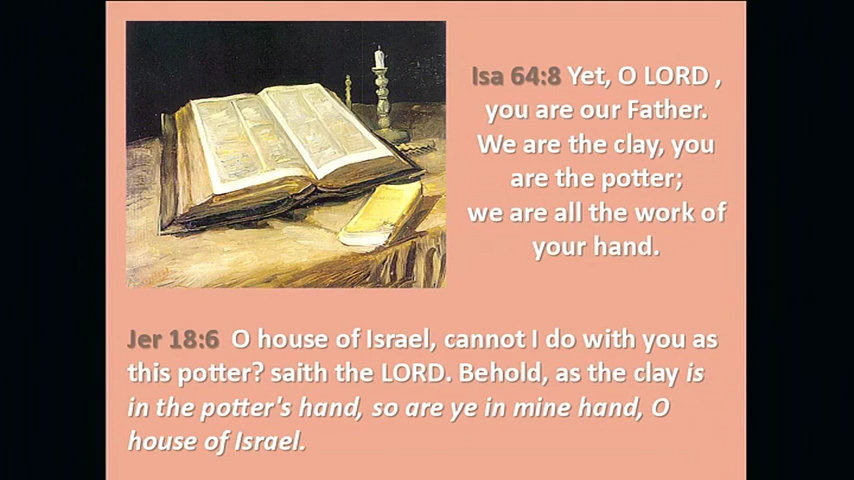 Isa 64:8 Yet, O LORD ,
you are our Father.
We are the clay, you
are the potter;
we are all the work of
your hand.
Jer 18:6 O house of Israel, cannot I do with you as
this potter? saith the LORD. Behold, as the clay is
in the potter's hand, so are ye in mine hand, O
house of Israel.